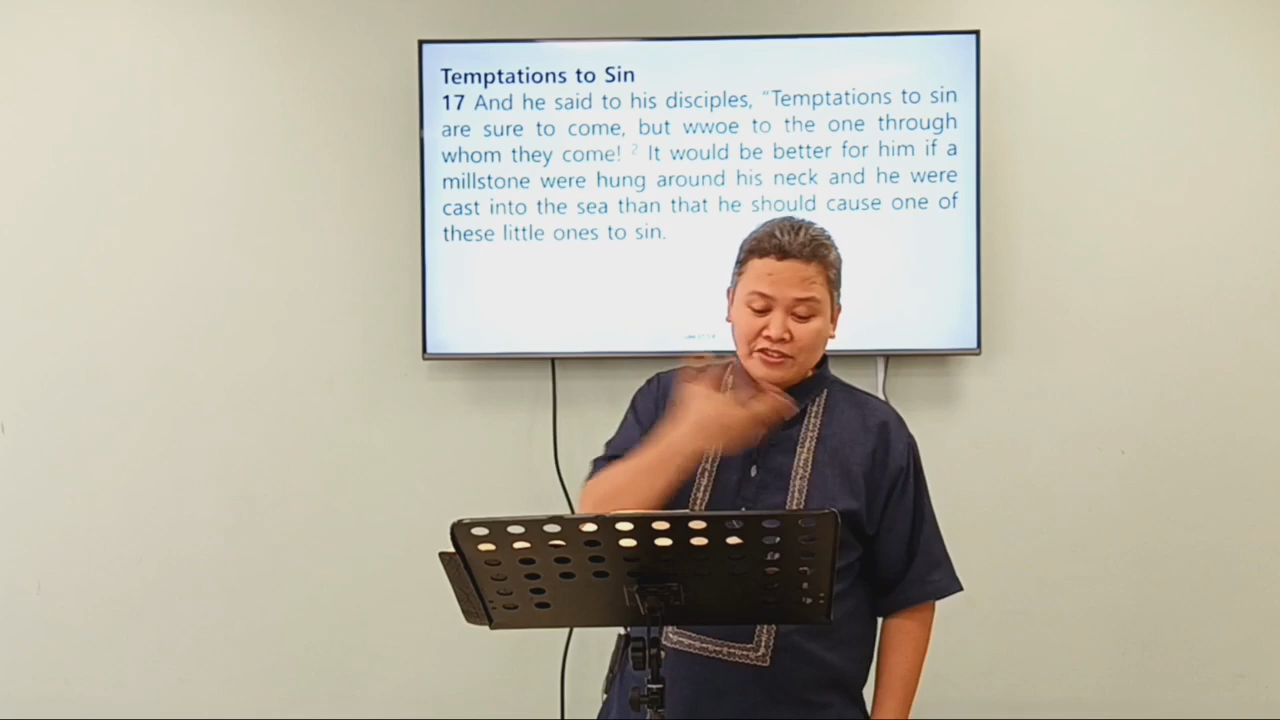 Temptations to Sin
17 And he said to his disciples, “Temptations to sin
are sure to come, but wwoe to the one through
whom they come! 2 It would be better for him if a
millstone were hung around his neck and he were
cast into the sea than that he should cause one of
these little ones to sin.